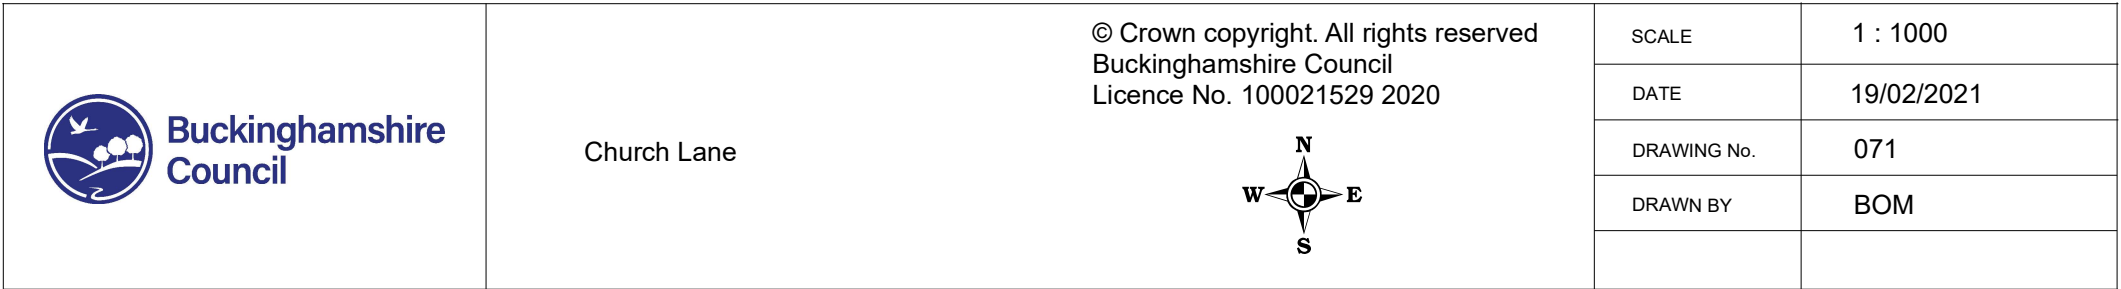 Buckinghamshire
Council
Church Lane
© Crown copyright. All rights reserved
Buckinghamshire Council
Licence No. 100021529 2020
N
W E
S
SCALE 1 : 1000
DATE 19/02/2021
DRAWING No. 071
DRAWN BY BOM